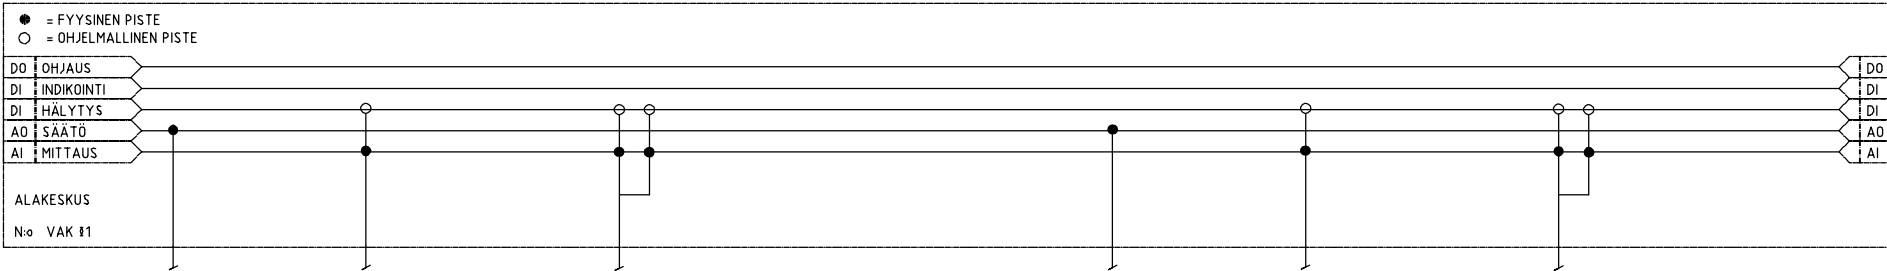 = FYYSINEN PISTE
= OHJELMALLINEN PISTE
DO OHJAUS DO
DI INDIKOINTI DI
DI HÄLYTYS DI
AO SÄÄTÖ AO
AI MITTAUS AI
ALAKESKUS
N:o VAK